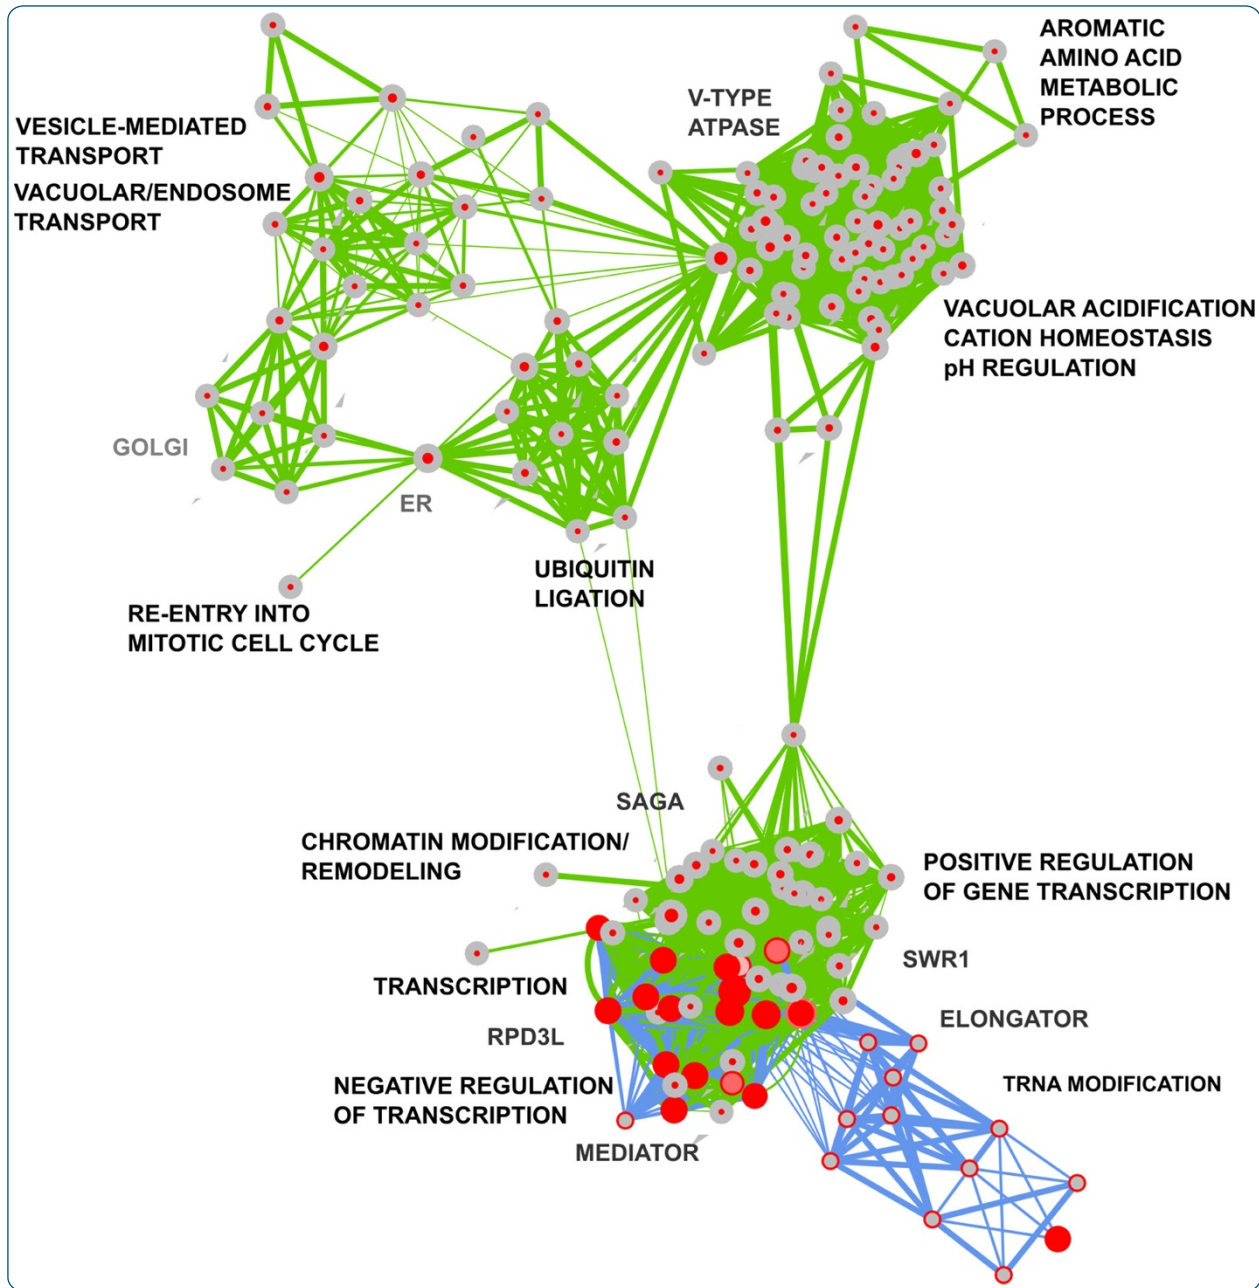 AROMATIC
AMINO ACID
METABOLIC
PROCESS
V-TYPE
ATPASE
VESICLE-MEDIATED
TRANSPORT
VACUOLAR/ENDOSOME
TRANSPORT
VACUOLAR ACIDIFICATION
CATION HOMEOSTASIS
pH REGULATION
GOLGI
ER
UBIQUITIN
LIGATION
RE-ENTRY INTO
MITOTIC CELL CYCLE
SAGA
CHROMATIN MODIFICATION/
REMODELING
POSITIVE REGULATION
OF GENE TRANSCRIPTION
SWR1
TRANSCRIPTION
ELONGATOR
RPD3L
TRNA MODIFICATION
NEGATIVE REGULATION
OF TRANSCRIPTION
MEDIATOR